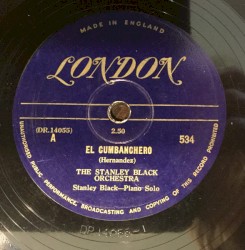 MADE IN ENGLAND
LONDON
(DR.14055) 2.50
A 534
EL CUMBANCHERO
(Hernandez)
THE STANLEY BLACK
ORCHESTRA
Stanley Black—Piano Solo
UNAUTHORISED PUBLIC PERFORMANCE, BROADCASTING AND COPYING OF THIS RECORD PROHIBITED